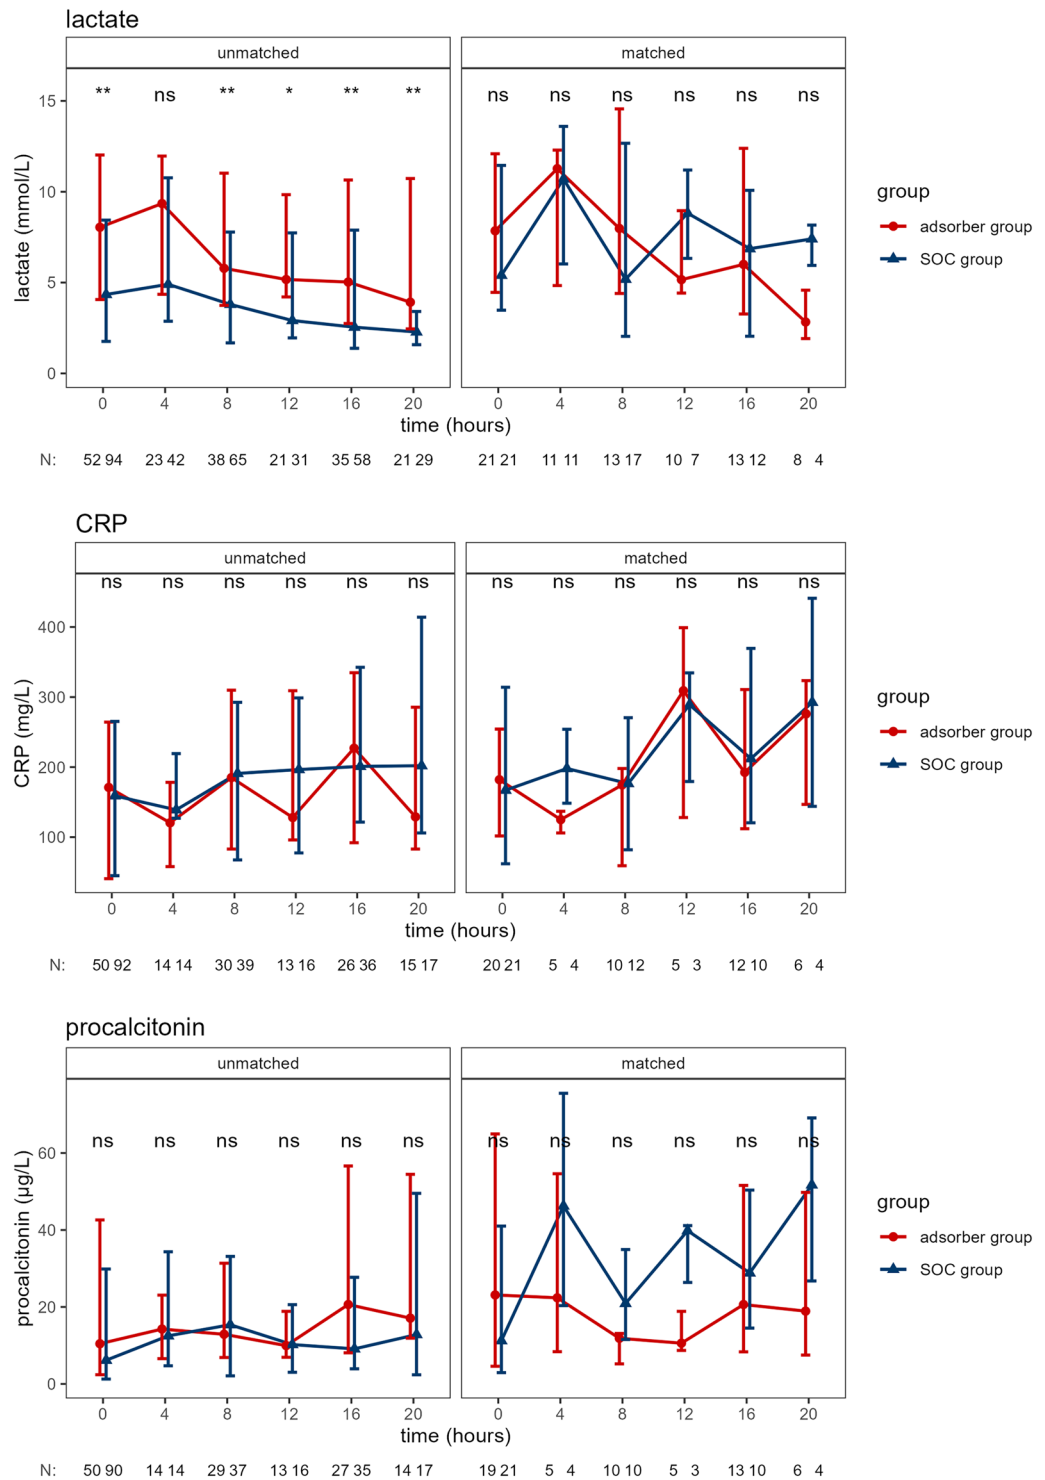 lactate
unmatched
matched
** ns ** * ** **
ns ns ns ns ns ns
15
10
5
0
lactate (mmol/L)
0 4 8 12 16 20
0 4 8 12 16 20
time (hours)
N: 52 94 23 42 38 65 21 31 35 58 21 29 21 21 11 11 13 17 10 7 13 12 8 4
group
adsorber group
SOC group
CRP
unmatched
matched
ns ns ns ns ns ns
ns ns ns ns ns ns
400
300
200
100
CRP (mg/L)
0 4 8 12 16 20
0 4 8 12 16 20
time (hours)
N: 50 92 14 14 30 39 13 16 26 36 15 17 20 21 5 4 10 12 5 3 12 10 6 4
group
adsorber group
SOC group
procalcitonin
unmatched
matched
ns ns ns ns ns ns
ns ns ns ns ns ns
60
40
20
0
procalcitonin (µg/L)
0 4 8 12 16 20
0 4 8 12 16 20
time (hours)
N: 50 90 14 14 29 37 13 16 27 35 14 17 19 21 5 4 10 10 5 3 13 10 6 4
group
adsorber group
SOC group